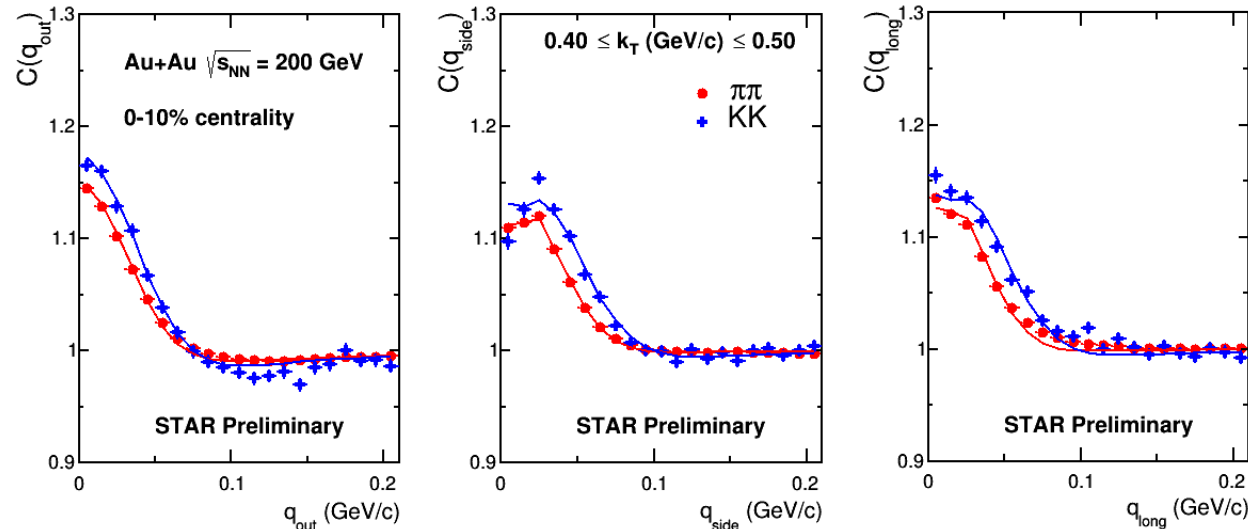 C(q_out)
1.3
1.2
1.1
1
0.9
Au+Au √s_NN = 200 GeV
0-10% centrality
STAR Preliminary
0
0.1
0.2
q_out (GeV/c)
C(q_side)
1.3
1.2
1.1
1
0.9
0.40 ≤ k_T (GeV/c) ≤ 0.50
ππ
KK
STAR Preliminary
0
0.1
0.2
q_side (GeV/c)
C(q_long)
1.3
1.2
1.1
1
0.9
STAR Preliminary
0
0.1
0.2
q_long (GeV/c)